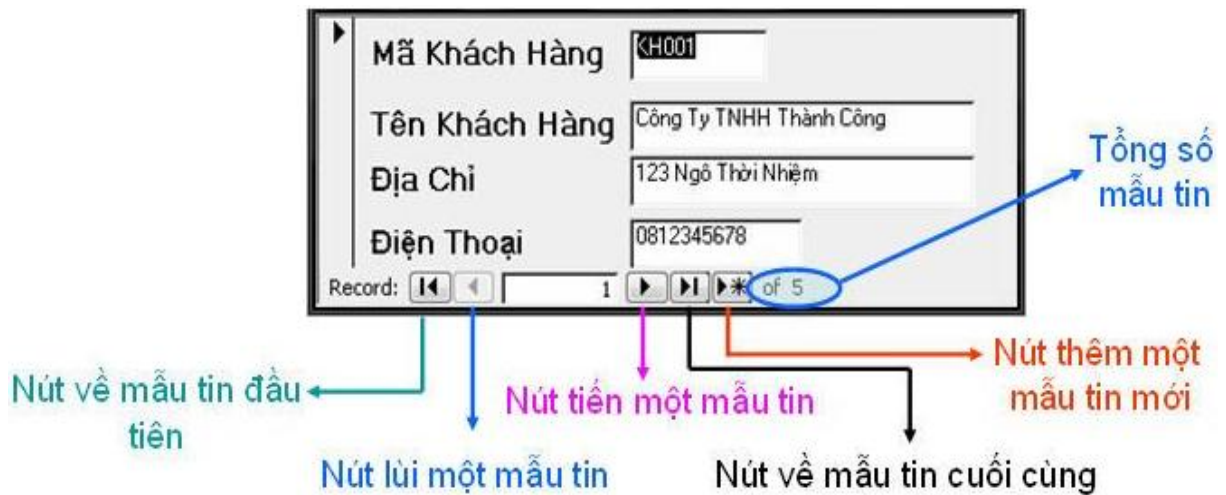 Mã Khách Hàng KH001
Tên Khách Hàng Công Ty TNHH Thành Công
Địa Chỉ 123 Ngô Thời Nhiệm
Điện Thoại 0812345678
Record: 1 of 5
Tổng số
mẫu tin
Nút về mẫu tin đầu
tiên
Nút lùi một mẫu tin
Nút tiến một mẫu tin
Nút về mẫu tin cuối cùng
Nút thêm một
mẫu tin mới